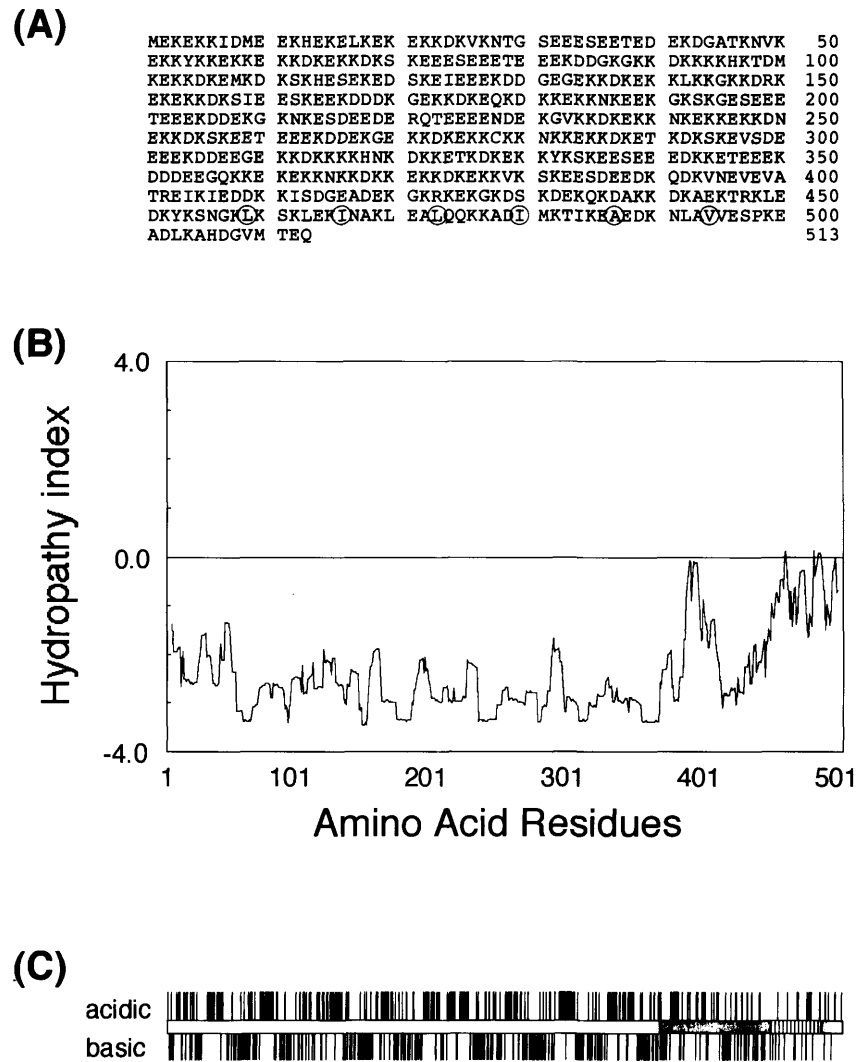 (A)
MEKEKKIDME EKHEKELKEK EKKDKVKNTG SEEESEETED EKDGATKNVK 50
EKKYKKEKKE KKDKEKKDKS KEEESEEETE EEKDDGKGKK DKKKKHKTDM 100
KEKKDKEMKD KSHKESEKED SKEIEEEKDD GEGEKKDKEK KLKKGKKDRK 150
EKEKKDKSIE ESKEEKDDDK GEKKDKEQKD KKEKKNKEEK GKSKGESEEE 200
TEEEKDDEKG KNKESDEEDE RQTEEEENDE KGVKKDKEKK NKEKKEKKDN 250
EKKDKSKEET EEEKDDEKGE KKDKEKKCKK NKKEKKDKET KDKSKEVSDE 300
EEEKDDEEGE KKDKKKKHNK DKKETKDKEK KYKSKEESEE EDKKETEEEK 350
DDDEEGQKKE KEKKNKKDKK EKKDKEKKVK SKEESDEEDK QDKVNEVEVA 400
TREIKIEDDK KISDGEADEK GKRKEKGKDS KDEKQKDAKK DKAEKTRKLE 450
DKYKSNGKLK SKLEKINAKL EALQQKKADI MKTIKEAEDK NLAVVESPKE 500
ADLKAHDGVM TEQ 513
(B)
Hydropathy index
4.0
0.0
-4.0
1 101 201 301 401 501
Amino Acid Residues
(C)
acidic
basic